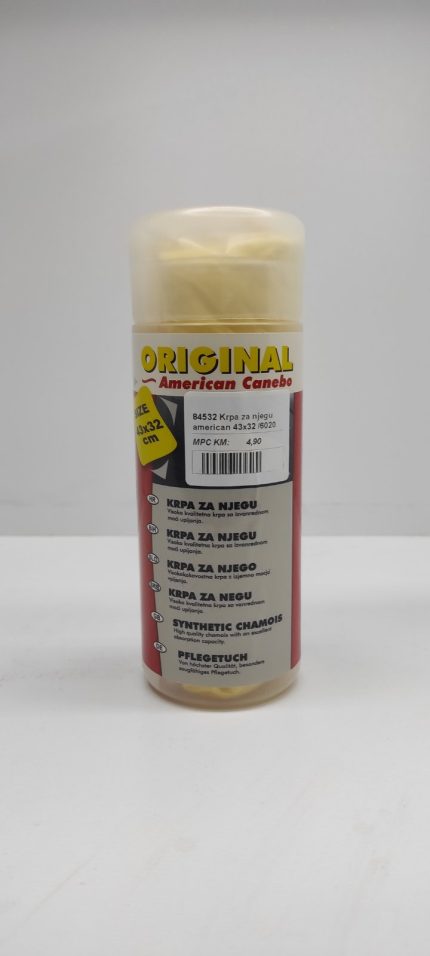 ORIGINAL
American Canebo
SIZE
43x32
cm
84532 Krpa za njegu
american 43x32 /6020
MPC KM: 4,90
KRPA ZA NJEGU
Visoko kvalitetna krpa sa izvanrednom
moći upijanja.
KRPA ZA NJEGU
Visoko kvalitetna krpa sa izvanrednom
moći upijanja.
KRPA ZA NJEGO
Visokokakovostna krpa z izjemno močjo
vpijanja.
KRPA ZA NEGU
Visoko kvalitetna krpa sa vanrednom
moći upijanja.
GB SYNTHETIC CHAMOIS
High quality chamois with an excellent
absorption capacity.
DE PFLEGETUCH
Von höchster Qualität, besonders
saugfähiges Pflegetuch.